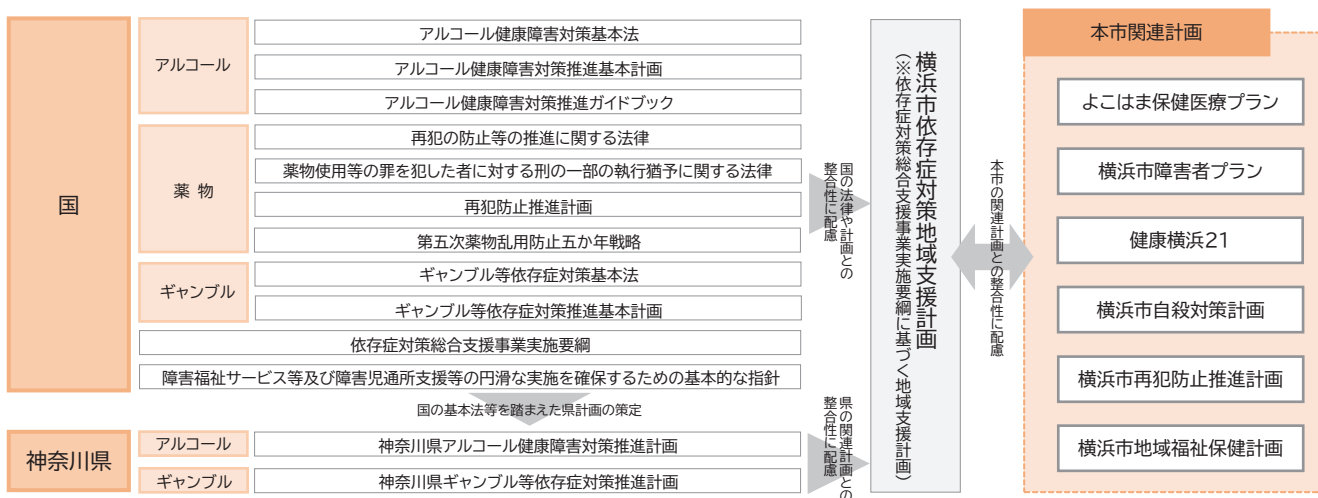 国
アルコール
アルコール健康障害対策基本法
アルコール健康障害対策推進基本計画
アルコール健康障害対策推進ガイドブック
薬 物
再犯の防止等の推進に関する法律
薬物使用等の罪を犯した者に対する刑の一部の執行猶予に関する法律
再犯防止推進計画
第五次薬物乱用防止五か年戦略
ギャンブル
ギャンブル等依存症対策基本法
ギャンブル等依存症対策推進基本計画
依存症対策総合支援事業実施要綱
障害福祉サービス等及び障害児通所支援等の円滑な実施を確保するための基本的な指針
国の基本法等を踏まえた県計画の策定
神奈川県
アルコール
神奈川県アルコール健康障害対策推進計画
ギャンブル
神奈川県ギャンブル等依存症対策推進計画
国の法律や計画との
整合性に配慮
県の関連計画との
整合性に配慮
横浜市依存症対策地域支援計画
（※依存症対策総合支援事業実施要綱に基づく地域支援計画）
本市の関連計画との整合性に配慮
本市関連計画
よこはま保健医療プラン
横浜市障害者プラン
健康横浜21
横浜市自殺対策計画
横浜市再犯防止推進計画
横浜市地域福祉保健計画